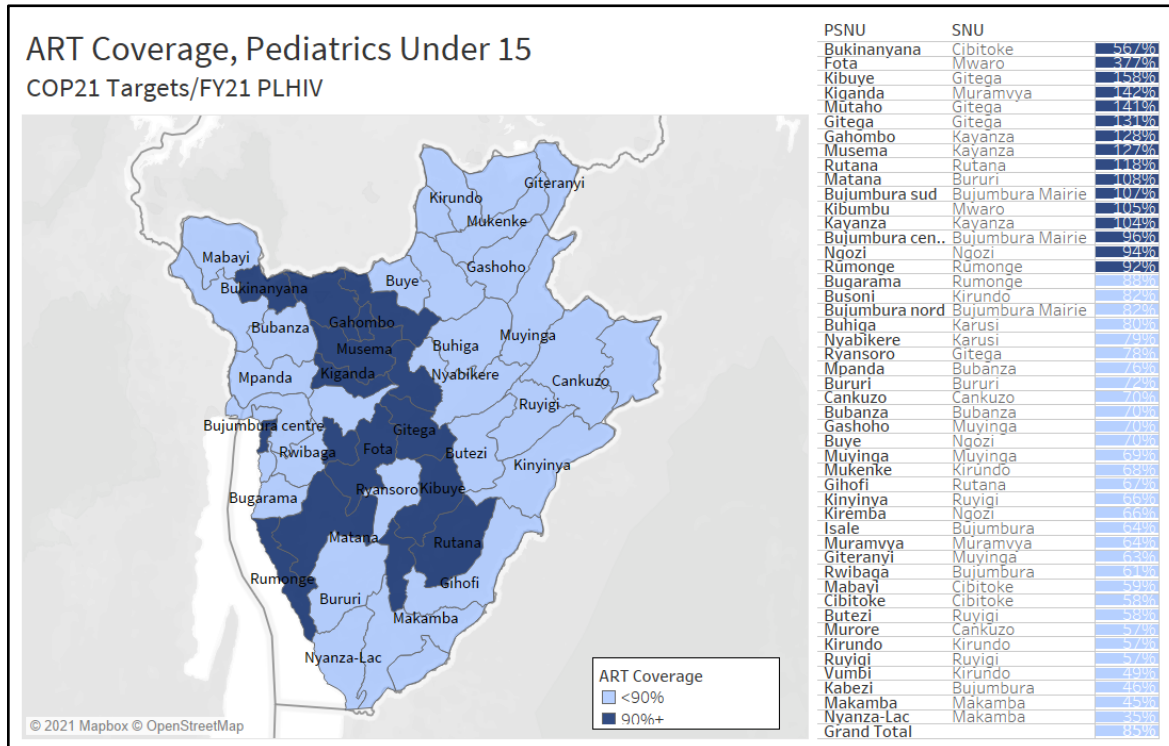 ART Coverage, Pediatrics Under 15
COP21 Targets/FY21 PLHIV
Giteranyi
Kirundo
Mukenke
Mabayi
Gashoho
Buye
Bukinanyana
Gahombo
Bubanza
Muyinga
Musema
Buhiga
Kiganda
Nyabikere
Mpanda
Cankuzo
Ruyigi
Bujumbura centre
Gitega
Fota
Rwibaga
Butezi
Kinyinya
Ryansoro
Kibuye
Bugarama
Matana
Rutana
Rumonge
Gihofi
Bururi
Makamba
Nyanza-Lac
ART Coverage
<90%
90%+
© 2021 Mapbox © OpenStreetMap
PSNU SNU
Bukinanyana Cibitoke 567%
Fota Mwaro 377%
Kibuye Gitega 158%
Kiganda Muramvya 142%
Mutaho Gitega 141%
Gitega Gitega 131%
Gahombo Kayanza 128%
Musema Kayanza 127%
Rutana Rutana 118%
Matana Bururi 108%
Bujumbura sud Bujumbura Mairie 107%
Kibumbu Mwaro 105%
Kayanza Kayanza 104%
Bujumbura cen.. Bujumbura Mairie 96%
Ngozi Ngozi 94%
Rumonge Rumonge 92%
Bugarama Rumonge 88%
Busoni Kirundo 82%
Bujumbura nord Bujumbura Mairie 82%
Buhiga Karusi 80%
Nyabikere Karusi 79%
Ryansoro Gitega 78%
Mpanda Bubanza 76%
Bururi Bururi 72%
Cankuzo Cankuzo 70%
Bubanza Bubanza 70%
Gashoho Muyinga 70%
Buye Ngozi 70%
Muyinga Muyinga 69%
Mukenke Kirundo 68%
Gihofi Rutana 67%
Kinyinya Ruyigi 66%
Kiremba Ngozi 66%
Isale Bujumbura 64%
Muramvya Muramvya 64%
Giteranyi Muyinga 63%
Rwibaga Bujumbura 61%
Mabayi Cibitoke 59%
Cibitoke Cibitoke 58%
Butezi Ruyigi 58%
Murore Cankuzo 57%
Kirundo Kirundo 57%
Ruyigi Ruyigi 57%
Vumbi Kirundo 49%
Kabezi Bujumbura 46%
Makamba Makamba 45%
Nyanza-Lac Makamba 35%
Grand Total 85%